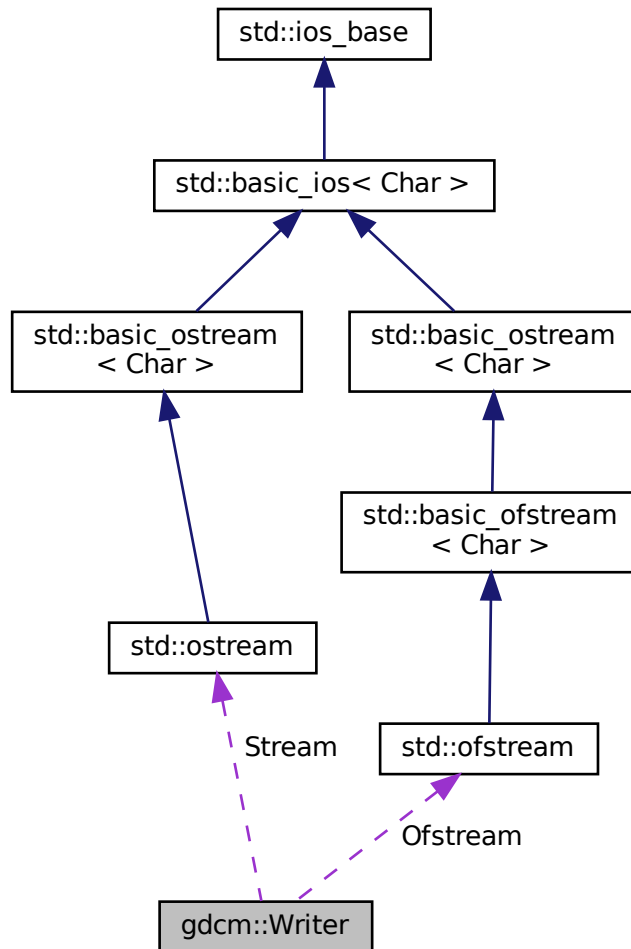 std::ios_base
std::basic_ios< Char >
std::basic_ostream
< Char >
std::basic_ostream
< Char >
std::basic_ofstream
< Char >
std::ostream
std::ofstream
Stream
Ofstream
gdcm::Writer